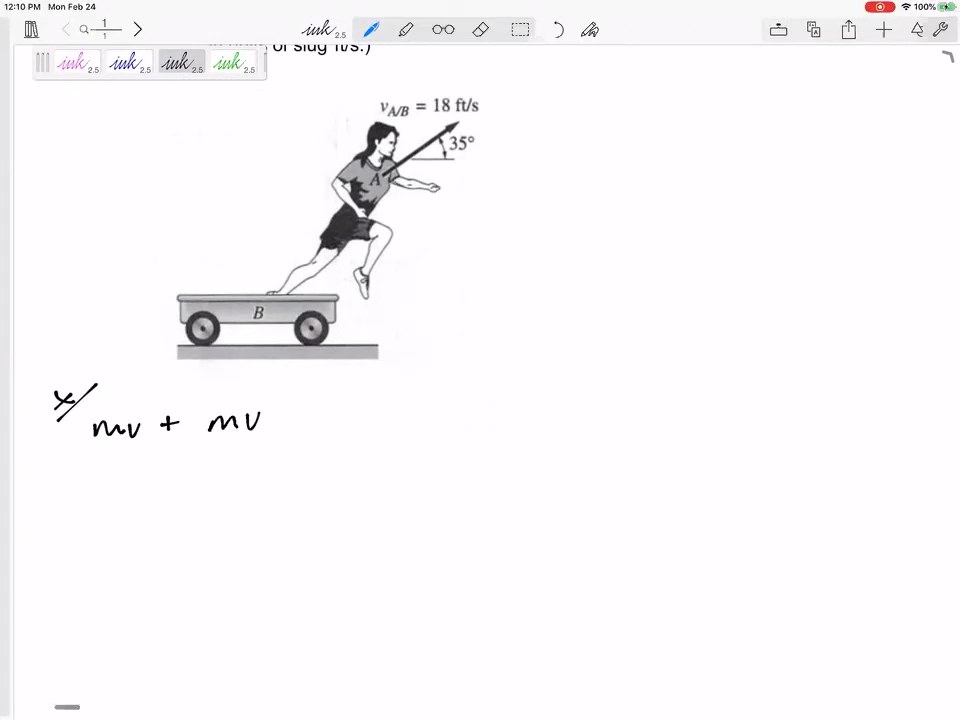 12:10 PM Mon Feb 24
100%
1
1
ink 2.5
of slug ft/s.)
ink 2.5 ink 2.5 ink 2.5 ink 2.5
v_A/B = 18 ft/s
35°
A
B
x/
mv + mv